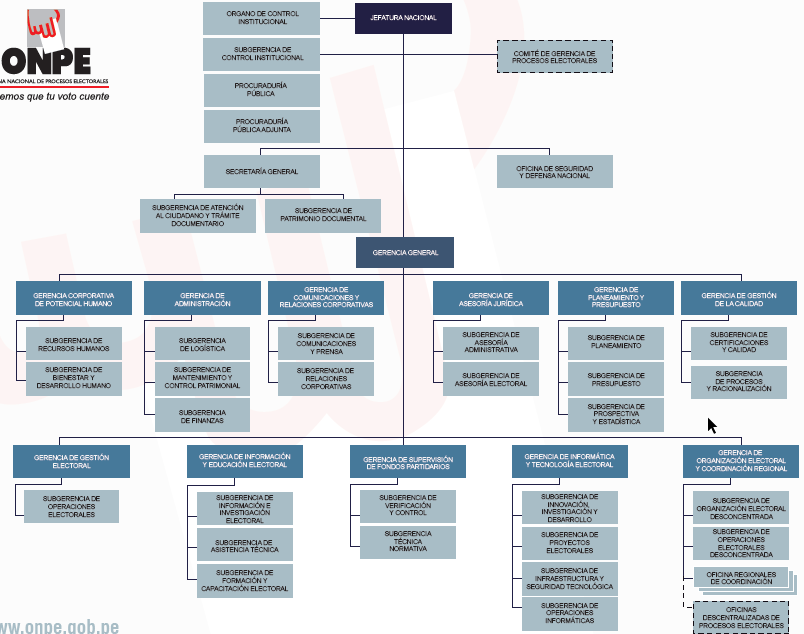 ONPE
NA NACIONAL DE PROCESOS ELECTORALES
emos que tu voto cuente
ORGANO DE CONTROL
INSTITUCIONAL
JEFATURA NACIONAL
SUBGERENCIA DE
CONTROL INSTITUCIONAL
COMITÉ DE GERENCIA DE
PROCESOS ELECTORALES
PROCURADURÍA
PÚBLICA
PROCURADURÍA
PÚBLICA ADJUNTA
SECRETARÍA GENERAL
OFICINA DE SEGURIDAD
Y DEFENSA NACIONAL
SUBGERENCIA DE ATENCIÓN
AL CIUDADANO Y TRÁMITE
DOCUMENTARIO
SUBGERENCIA DE
PATRIMONIO DOCUMENTAL
GERENCIA GENERAL
GERENCIA CORPORATIVA
DE POTENCIAL HUMANO
SUBGERENCIA DE
RECURSOS HUMANOS
SUBGERENCIA DE
BIENESTAR Y
DESARROLLO HUMANO
GERENCIA DE
ADMINISTRACIÓN
SUBGERENCIA
DE LOGÍSTICA
SUBGERENCIA DE
MANTENIMIENTO Y
CONTROL PATRIMONIAL
SUBGERENCIA
DE FINANZAS
GERENCIA DE
COMUNICACIONES Y
RELACIONES CORPORATIVAS
SUBGERENCIA DE
COMUNICACIONES
Y PRENSA
SUBGERENCIA DE
RELACIONES
CORPORATIVAS
GERENCIA DE
ASESORÍA JURÍDICA
SUBGERENCIA DE
ASESORÍA
ADMINISTRATIVA
SUBGERENCIA DE
ASESORÍA ELECTORAL
GERENCIA DE
PLANEAMIENTO Y
PRESUPUESTO
SUBGERENCIA DE
PLANEAMIENTO
SUBGERENCIA DE
PRESUPUESTO
SUBGERENCIA DE
PROSPECTIVA
Y ESTADÍSTICA
GERENCIA DE GESTIÓN
DE LA CALIDAD
SUBGERENCIA DE
CERTIFICACIONES
Y CALIDAD
SUBGERENCIA
DE PROCESOS
Y RACIONALIZACIÓN
GERENCIA DE GESTIÓN
ELECTORAL
SUBGERENCIA DE
OPERACIONES
ELECTORALES
GERENCIA DE INFORMACIÓN
Y EDUCACIÓN ELECTORAL
SUBGERENCIA DE
INFORMACIÓN E
INVESTIGACIÓN
ELECTORAL
SUBGERENCIA DE
ASISTENCIA TÉCNICA
SUBGERENCIA DE
FORMACIÓN Y
CAPACITACIÓN ELECTORAL
GERENCIA DE SUPERVISIÓN
DE FONDOS PARTIDARIOS
SUBGERENCIA DE
VERIFICACIÓN
Y CONTROL
SUBGERENCIA
TÉCNICA
NORMATIVA
GERENCIA DE INFORMÁTICA
Y TECNOLOGÍA ELECTORAL
SUBGERENCIA DE
INNOVACIÓN,
INVESTIGACIÓN Y
DESARROLLO
SUBGERENCIA DE
PROYECTOS
ELECTORALES
SUBGERENCIA DE
INFRAESTRUCTURA Y
SEGURIDAD TECNOLÓGICA
SUBGERENCIA DE
OPERACIONES
INFORMÁTICAS
GERENCIA DE
ORGANIZACIÓN ELECTORAL
Y COORDINACIÓN REGIONAL
SUBGERENCIA DE
ORGANIZACIÓN ELECTORAL
DESCONCENTRADA
SUBGERENCIA DE
OPERACIONES
ELECTORALES
DESCONCENTRADA
OFICINA REGIONALES
DE COORDINACIÓN
OFICINAS
DESCENTRALIZADAS DE
PROCESOS ELECTORALES
ww.onpe.gob.pe